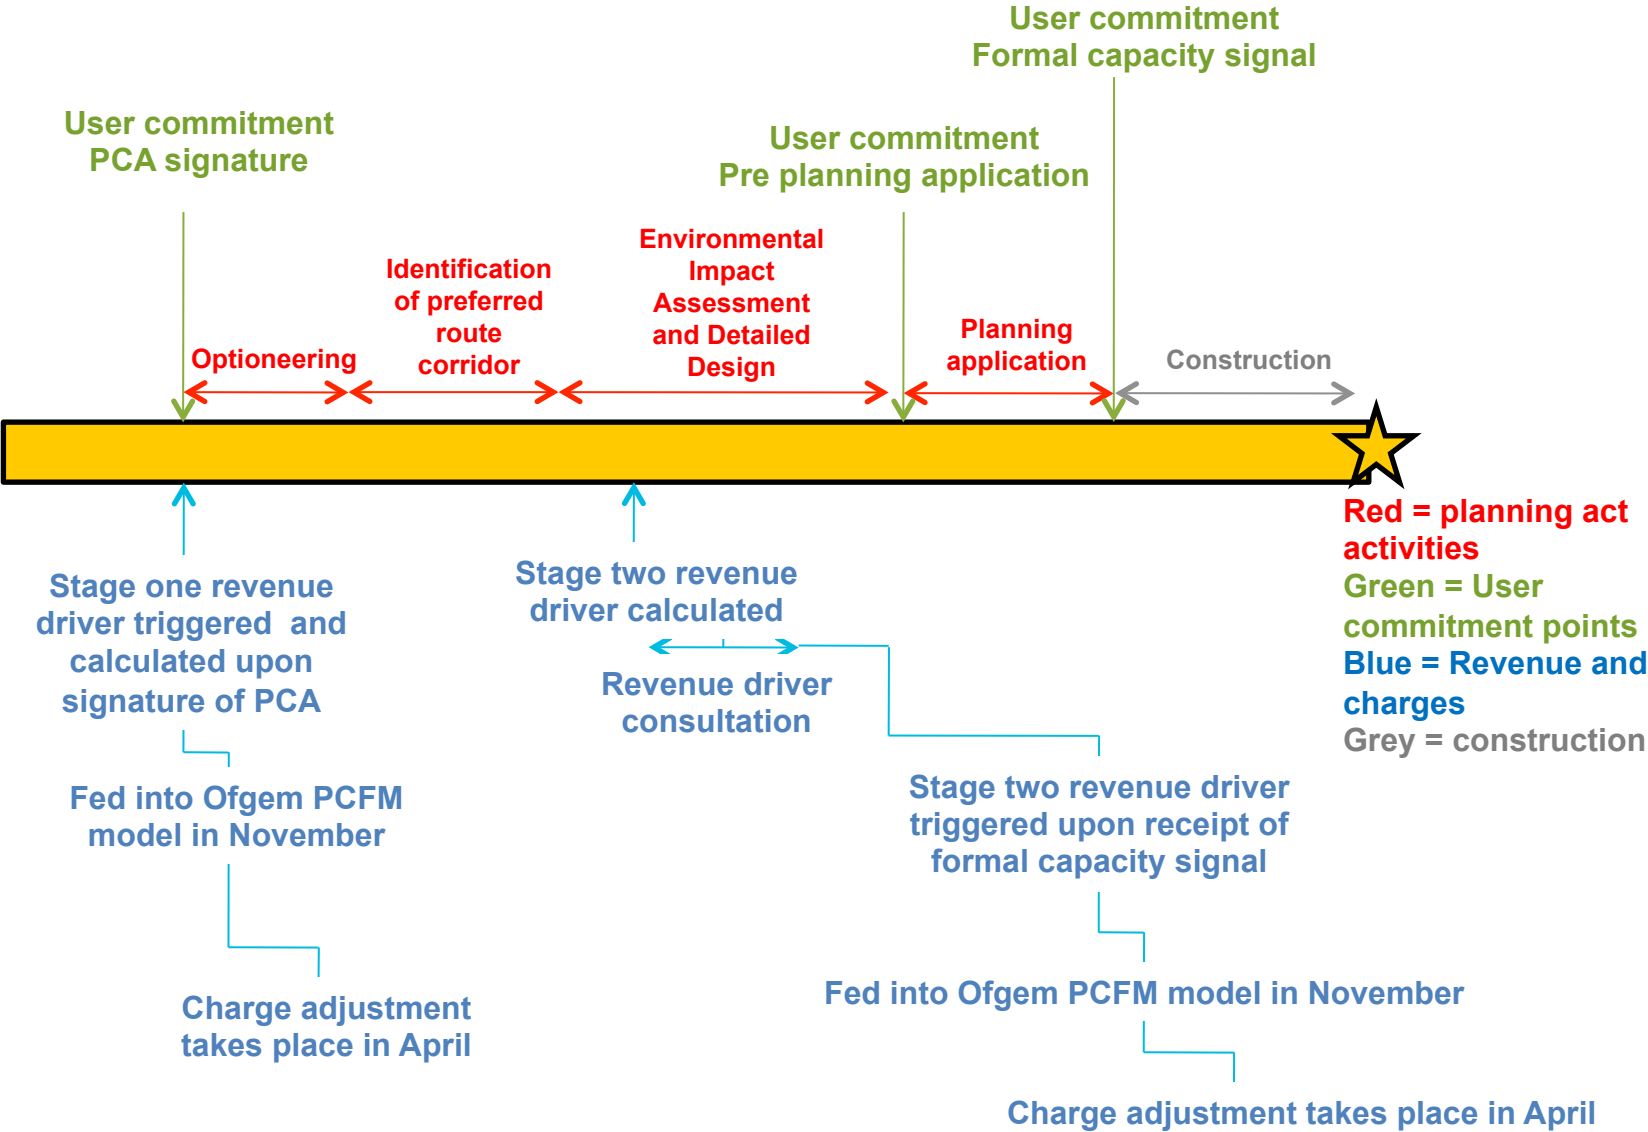 User commitment
Formal capacity signal
User commitment
PCA signature
User commitment
Pre planning application
Optioneering
Identification
of preferred
route
corridor
Environmental
Impact
Assessment
and Detailed
Design
Planning
application
Construction
Stage one revenue
driver triggered  and
calculated upon
signature of PCA
Fed into Ofgem PCFM
model in November
Charge adjustment
takes place in April
Stage two revenue
driver calculated
Revenue driver
consultation
Stage two revenue driver
triggered upon receipt of
formal capacity signal
Fed into Ofgem PCFM model in November
Charge adjustment takes place in April
Red = planning act
activities
Green = User
commitment points
Blue = Revenue and
charges
Grey = construction